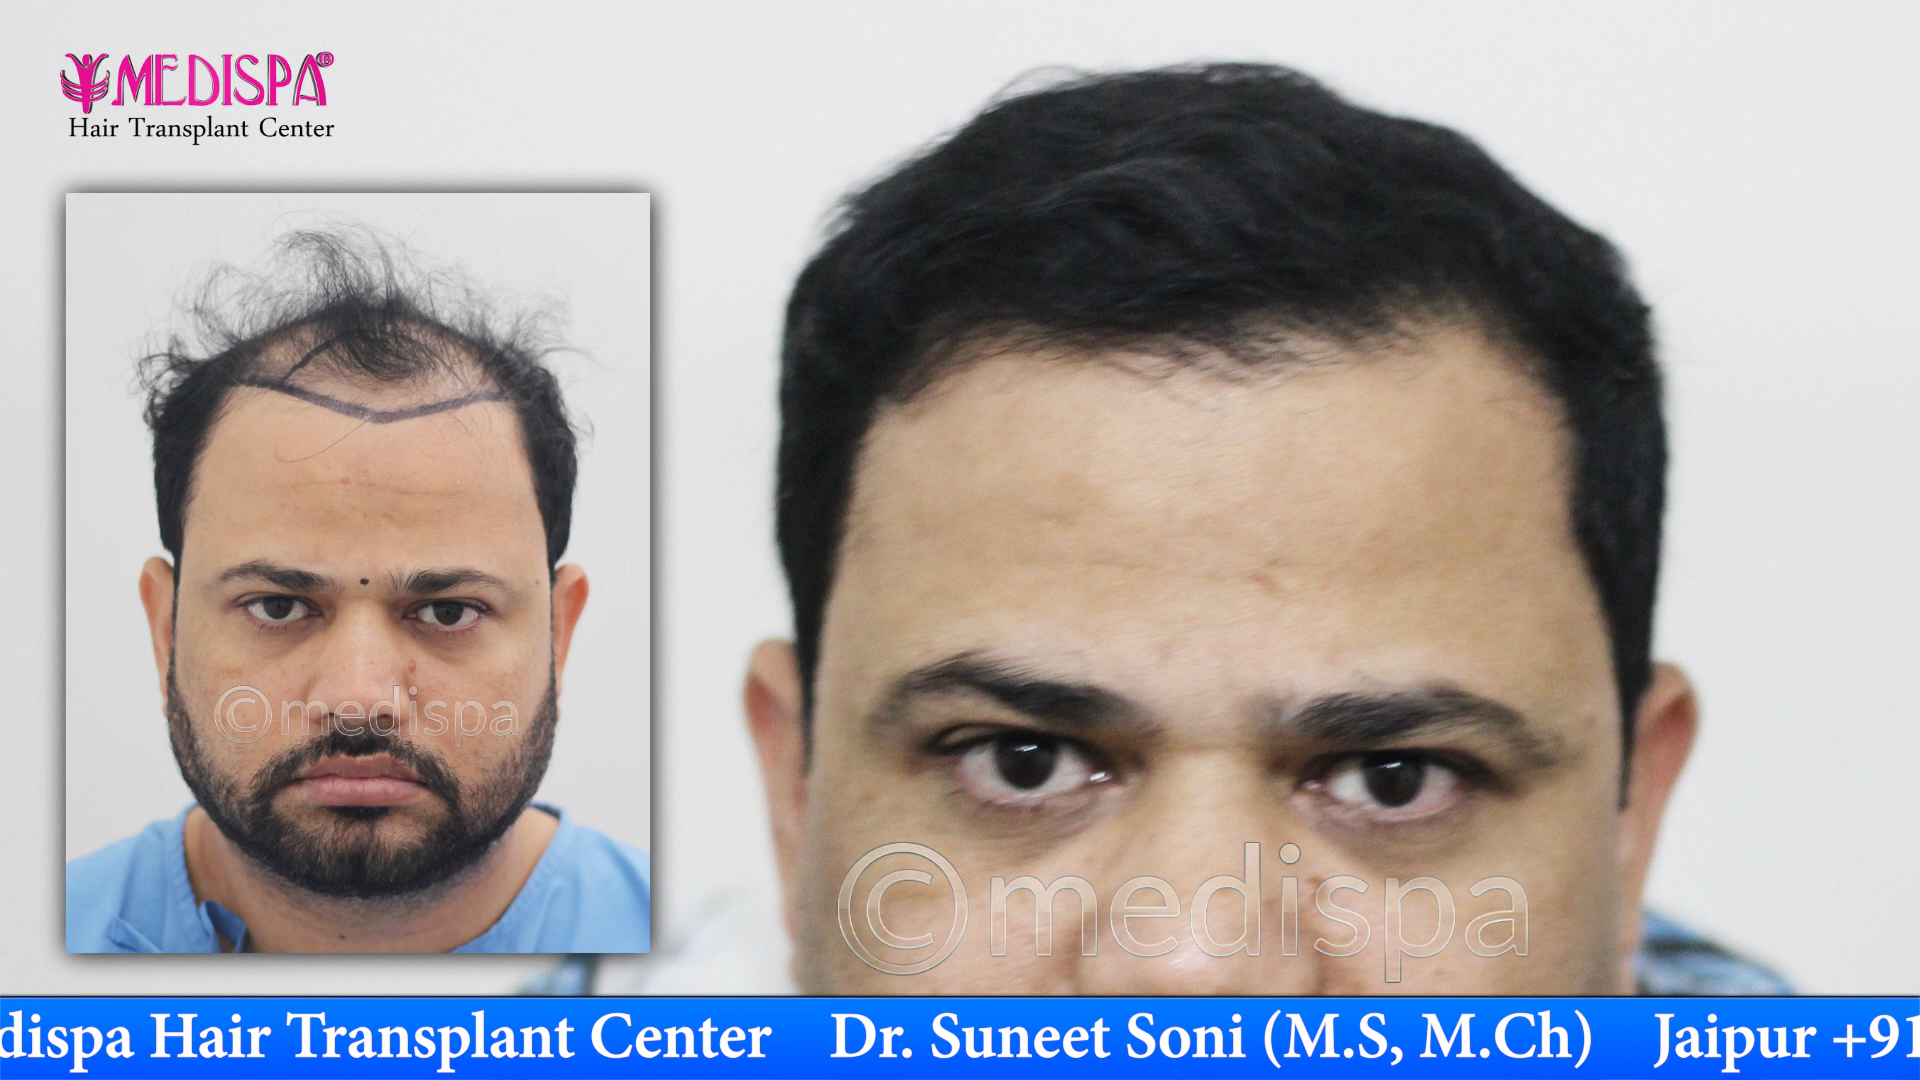 MEDISPA®
Hair Transplant Center
©medispa
©medispa
dispa Hair Transplant Center Dr. Suneet Soni (M.S, M.Ch) Jaipur +91